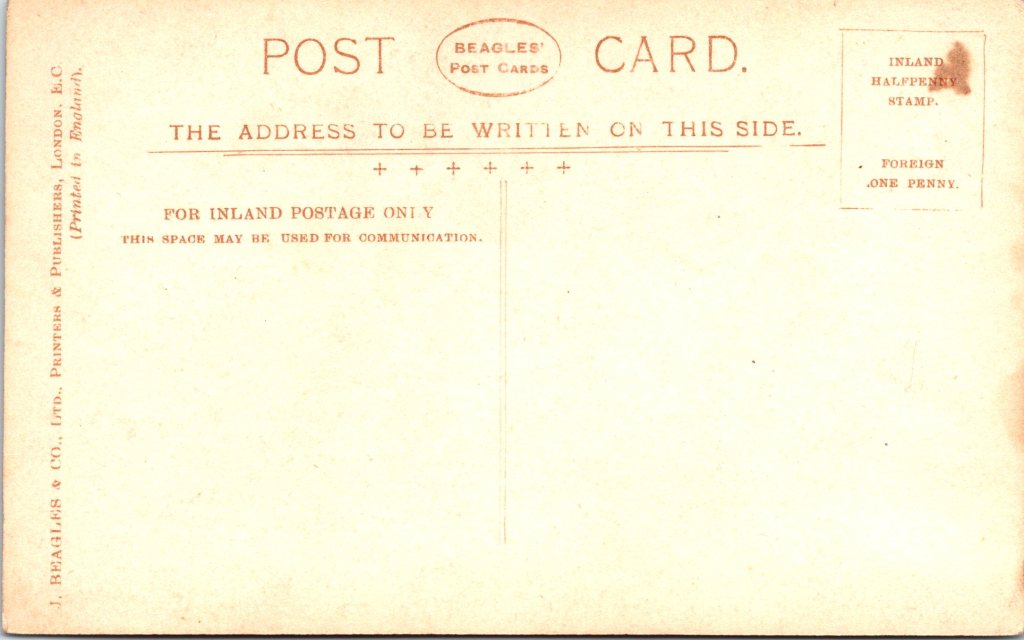 POST CARD.
BEAGLES'
POST CARDS
THE ADDRESS TO BE WRITTEN ON THIS SIDE.
INLAND
HALFPENNY
STAMP.
FOREIGN
ONE PENNY.
FOR INLAND POSTAGE ONLY
THIS SPACE MAY BE USED FOR COMMUNICATION.
J. BEAGLES & CO., LTD., PRINTERS & PUBLISHERS, LONDON. E.C
(Printed in England).